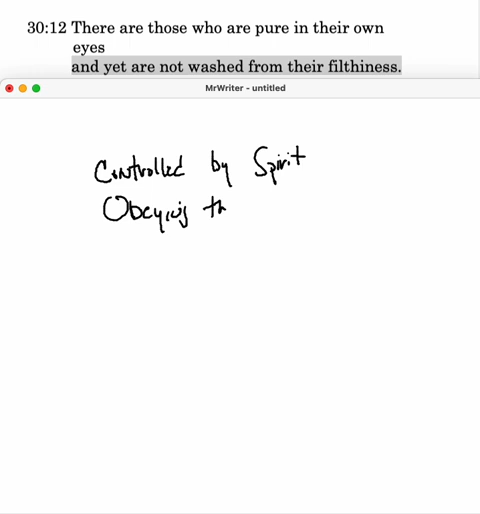 30:12 There are those who are pure in their own
eyes
and yet are not washed from their filthiness.
MrWriter - untitled
Controlled by Spirit
Obeying th